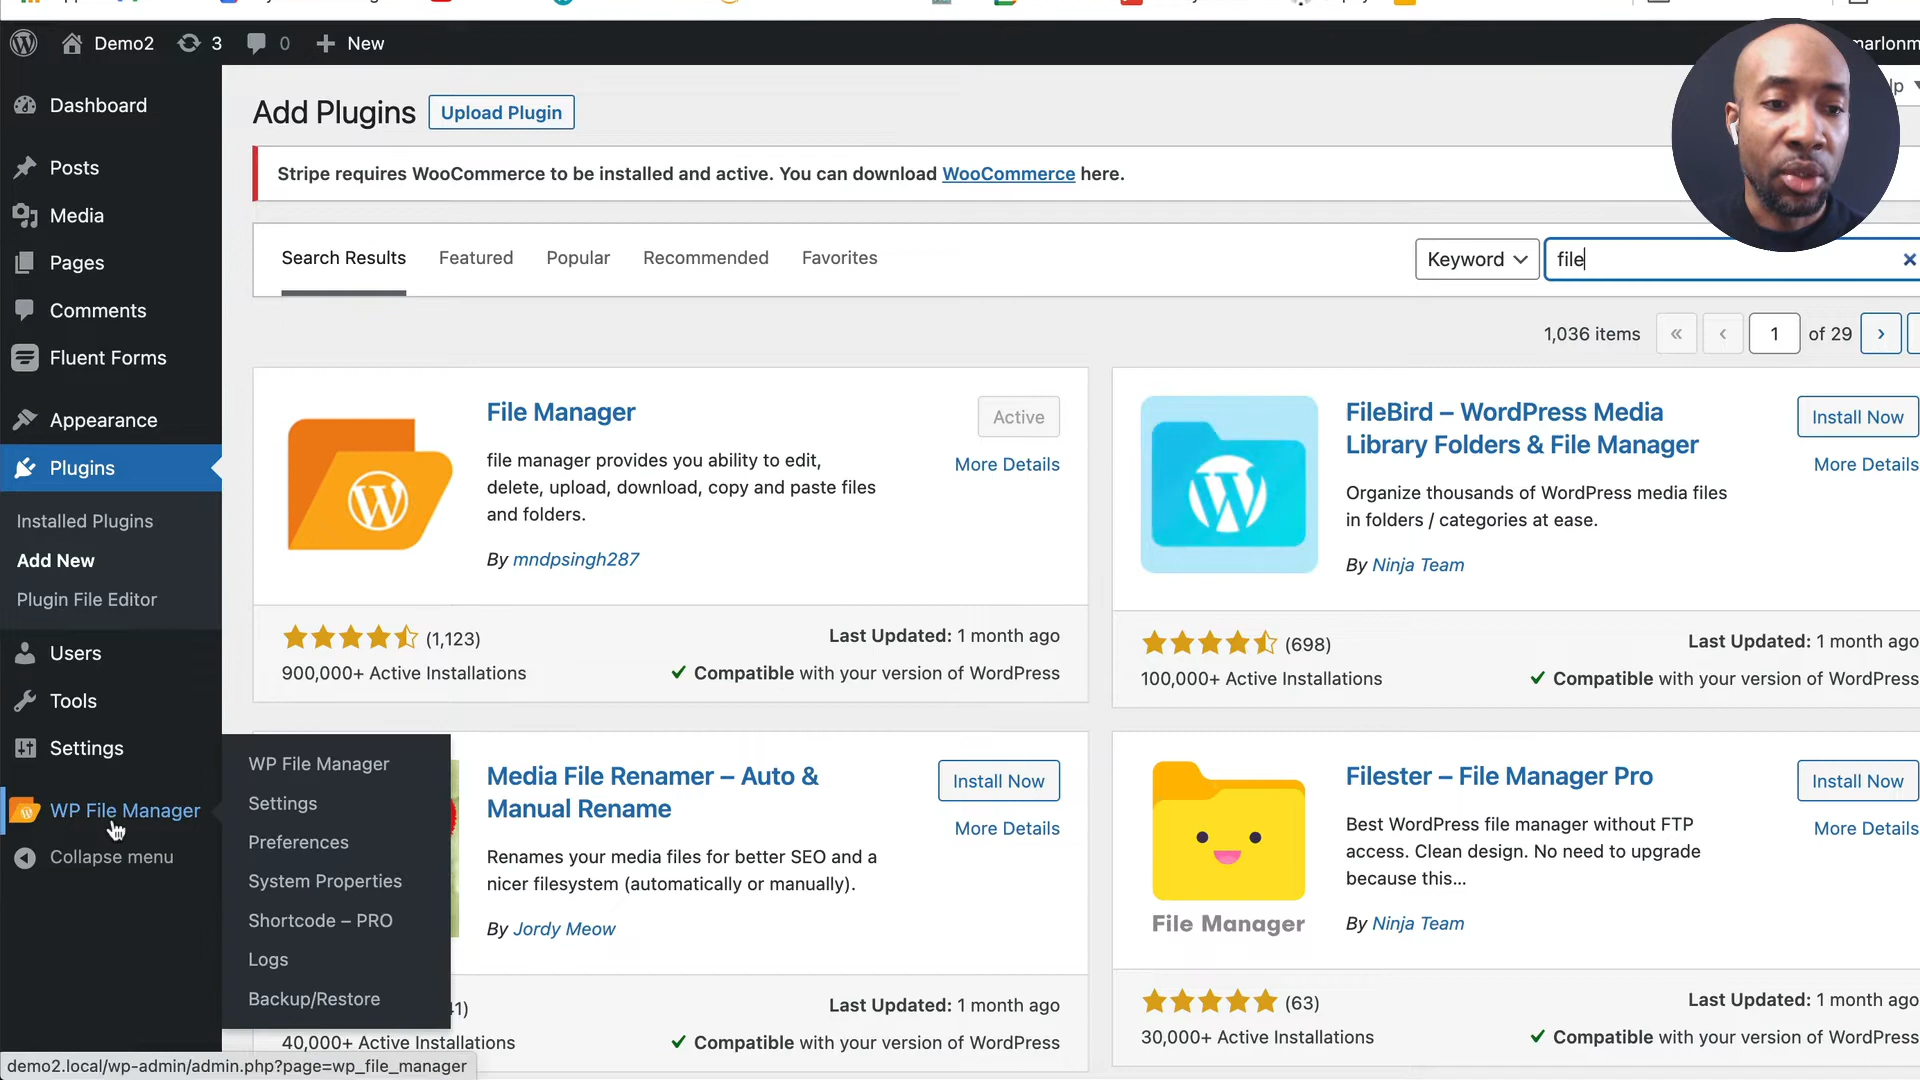 Demo2
3
0
New
marlonm
Dashboard
Posts
Media
Pages
Comments
Fluent Forms
Appearance
Plugins
Installed Plugins
Add New
Plugin File Editor
Users
Tools
Settings
WP File Manager
Collapse menu
WP File Manager
Settings
Preferences
System Properties
Shortcode – PRO
Logs
Backup/Restore
Add Plugins
Upload Plugin
lp
Stripe requires WooCommerce to be installed and active. You can download WooCommerce here.
Search Results
Featured
Popular
Recommended
Favorites
Keyword
file
1,036 items
«
‹
1
of 29
›
File Manager
Active
More Details
file manager provides you ability to edit,
delete, upload, download, copy and paste files
and folders.
By mndpsingh287
(1,123)
900,000+ Active Installations
Last Updated: 1 month ago
Compatible with your version of WordPress
FileBird – WordPress Media
Library Folders & File Manager
Install Now
More Details
Organize thousands of WordPress media files
in folders / categories at ease.
By Ninja Team
(698)
100,000+ Active Installations
Last Updated: 1 month ago
Compatible with your version of WordPress
Media File Renamer – Auto &
Manual Rename
Install Now
More Details
Renames your media files for better SEO and a
nicer filesystem (automatically or manually).
By Jordy Meow
41)
40,000+ Active Installations
Last Updated: 1 month ago
Compatible with your version of WordPress
File Manager
Filester – File Manager Pro
Install Now
More Details
Best WordPress file manager without FTP
access. Clean design. No need to upgrade
because this...
By Ninja Team
(63)
30,000+ Active Installations
Last Updated: 1 month ago
Compatible with your version of WordPress
demo2.local/wp-admin/admin.php?page=wp_file_manager